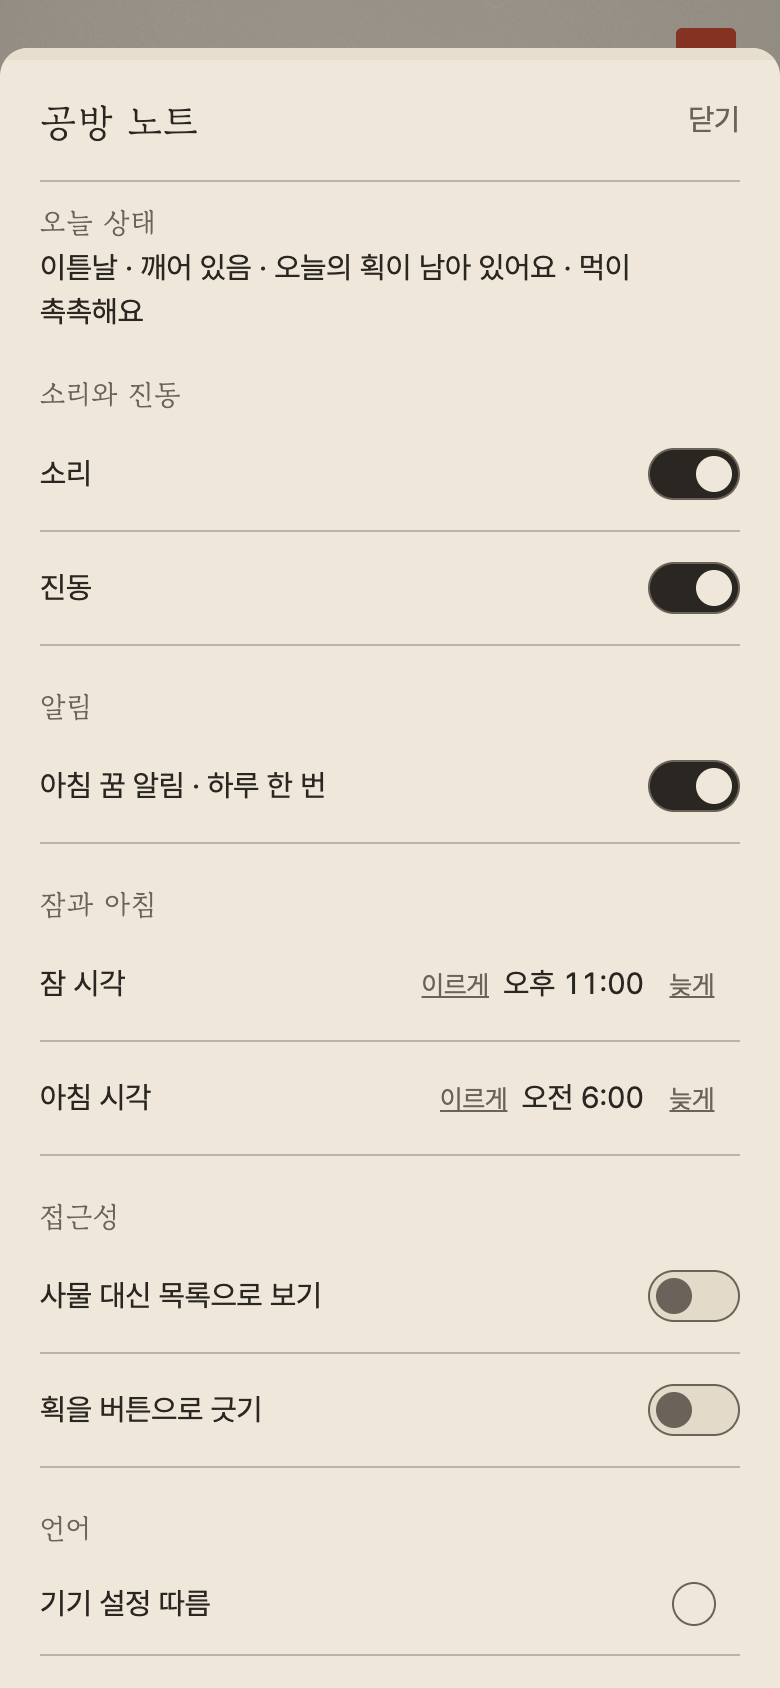 공방 노트
닫기
오늘 상태
이튿날 · 깨어 있음 · 오늘의 획이 남아 있어요 · 먹이
촉촉해요
소리와 진동
소리
진동
알림
아침 꿈 알림 · 하루 한 번
잠과 아침
잠 시각 이르게 오후 11:00 늦게
아침 시각 이르게 오전 6:00 늦게
접근성
사물 대신 목록으로 보기
획을 버튼으로 긋기
언어
기기 설정 따름